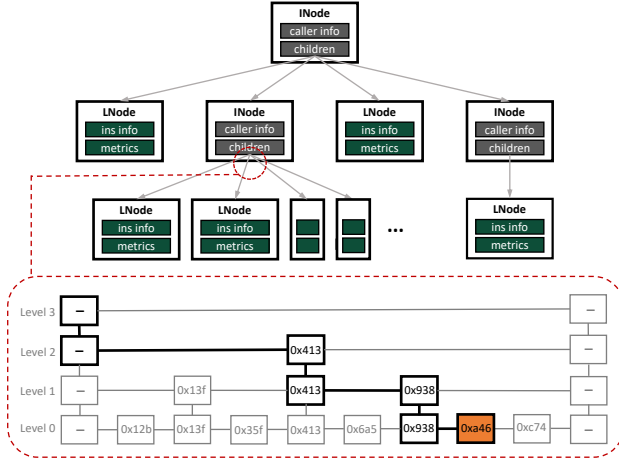 INode
caller info
children
LNode INode LNode INode
ins info caller info ins info caller info
metrics children metrics children
LNode LNode ... LNode
ins info ins info ins info
metrics metrics metrics
Level 3 – –
Level 2 – 0x413 –
Level 1 – 0x13f 0x413 0x938 –
Level 0 – 0x12b 0x13f 0x35f 0x413 0x6a5 0x938 0xa46 0xc74 –